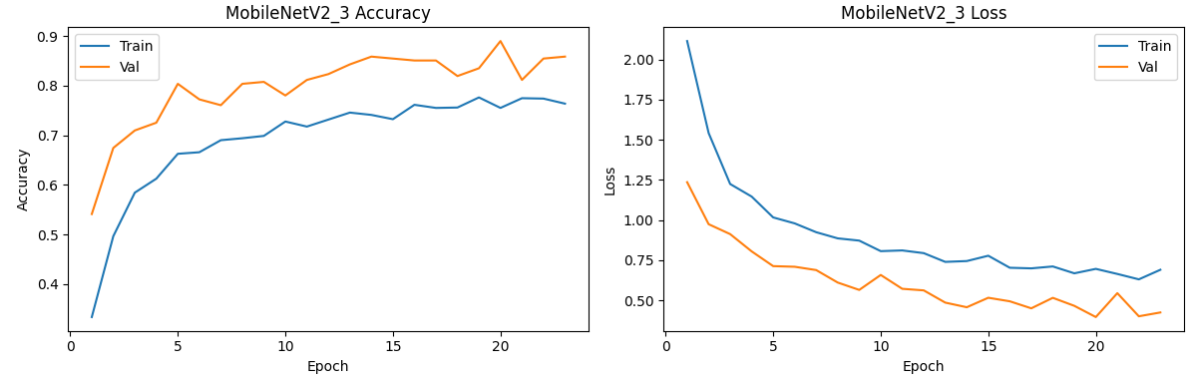 MobileNetV2_3 Accuracy
Train
Val
0.9
0.8
0.7
0.6
0.5
0.4
Accuracy
0 5 10 15 20
Epoch
MobileNetV2_3 Loss
Train
Val
2.00
1.75
1.50
1.25
1.00
0.75
0.50
Loss
0 5 10 15 20
Epoch